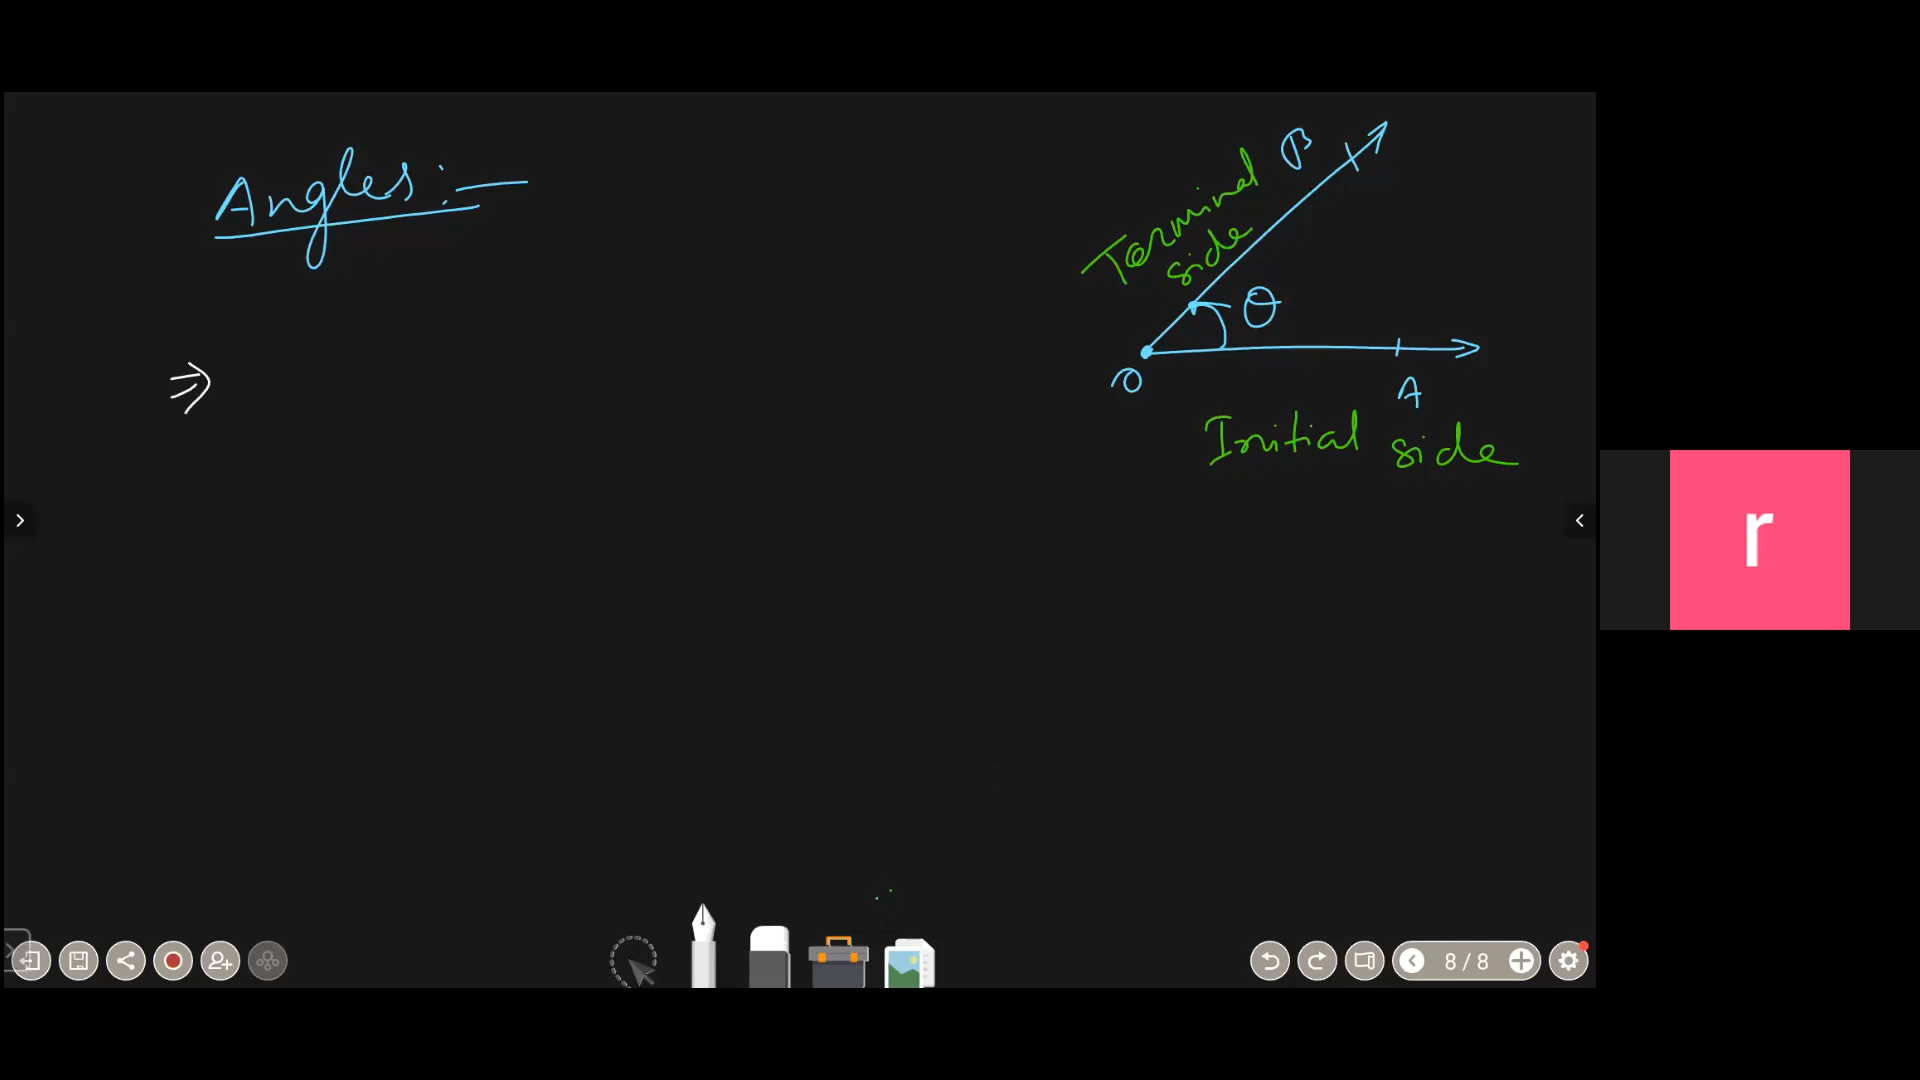 Angles:-
B
Terminal
side
θ
⇒
O
A
Initial side
r
8/8